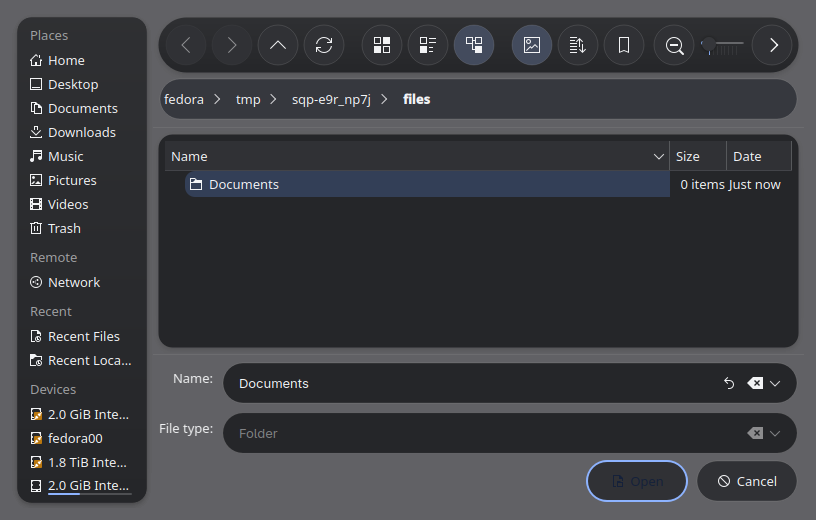 Places
Home
Desktop
Documents
Downloads
Music
Pictures
Videos
Trash
Remote
Network
Recent
Recent Files
Recent Loca...
Devices
2.0 GiB Inte...
fedora00
1.8 TiB Inte...
2.0 GiB Inte...
fedora > tmp > sqp-e9r_np7j > files
Name Size Date
Documents 0 items Just now
Name: Documents
File type: Folder
Open Cancel